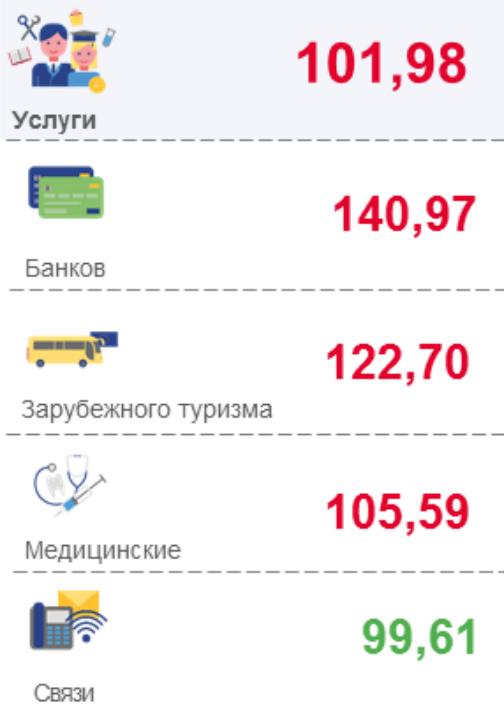 101,98
Услуги
140,97
Банков
122,70
Зарубежного туризма
105,59
Медицинские
99,61
Связи